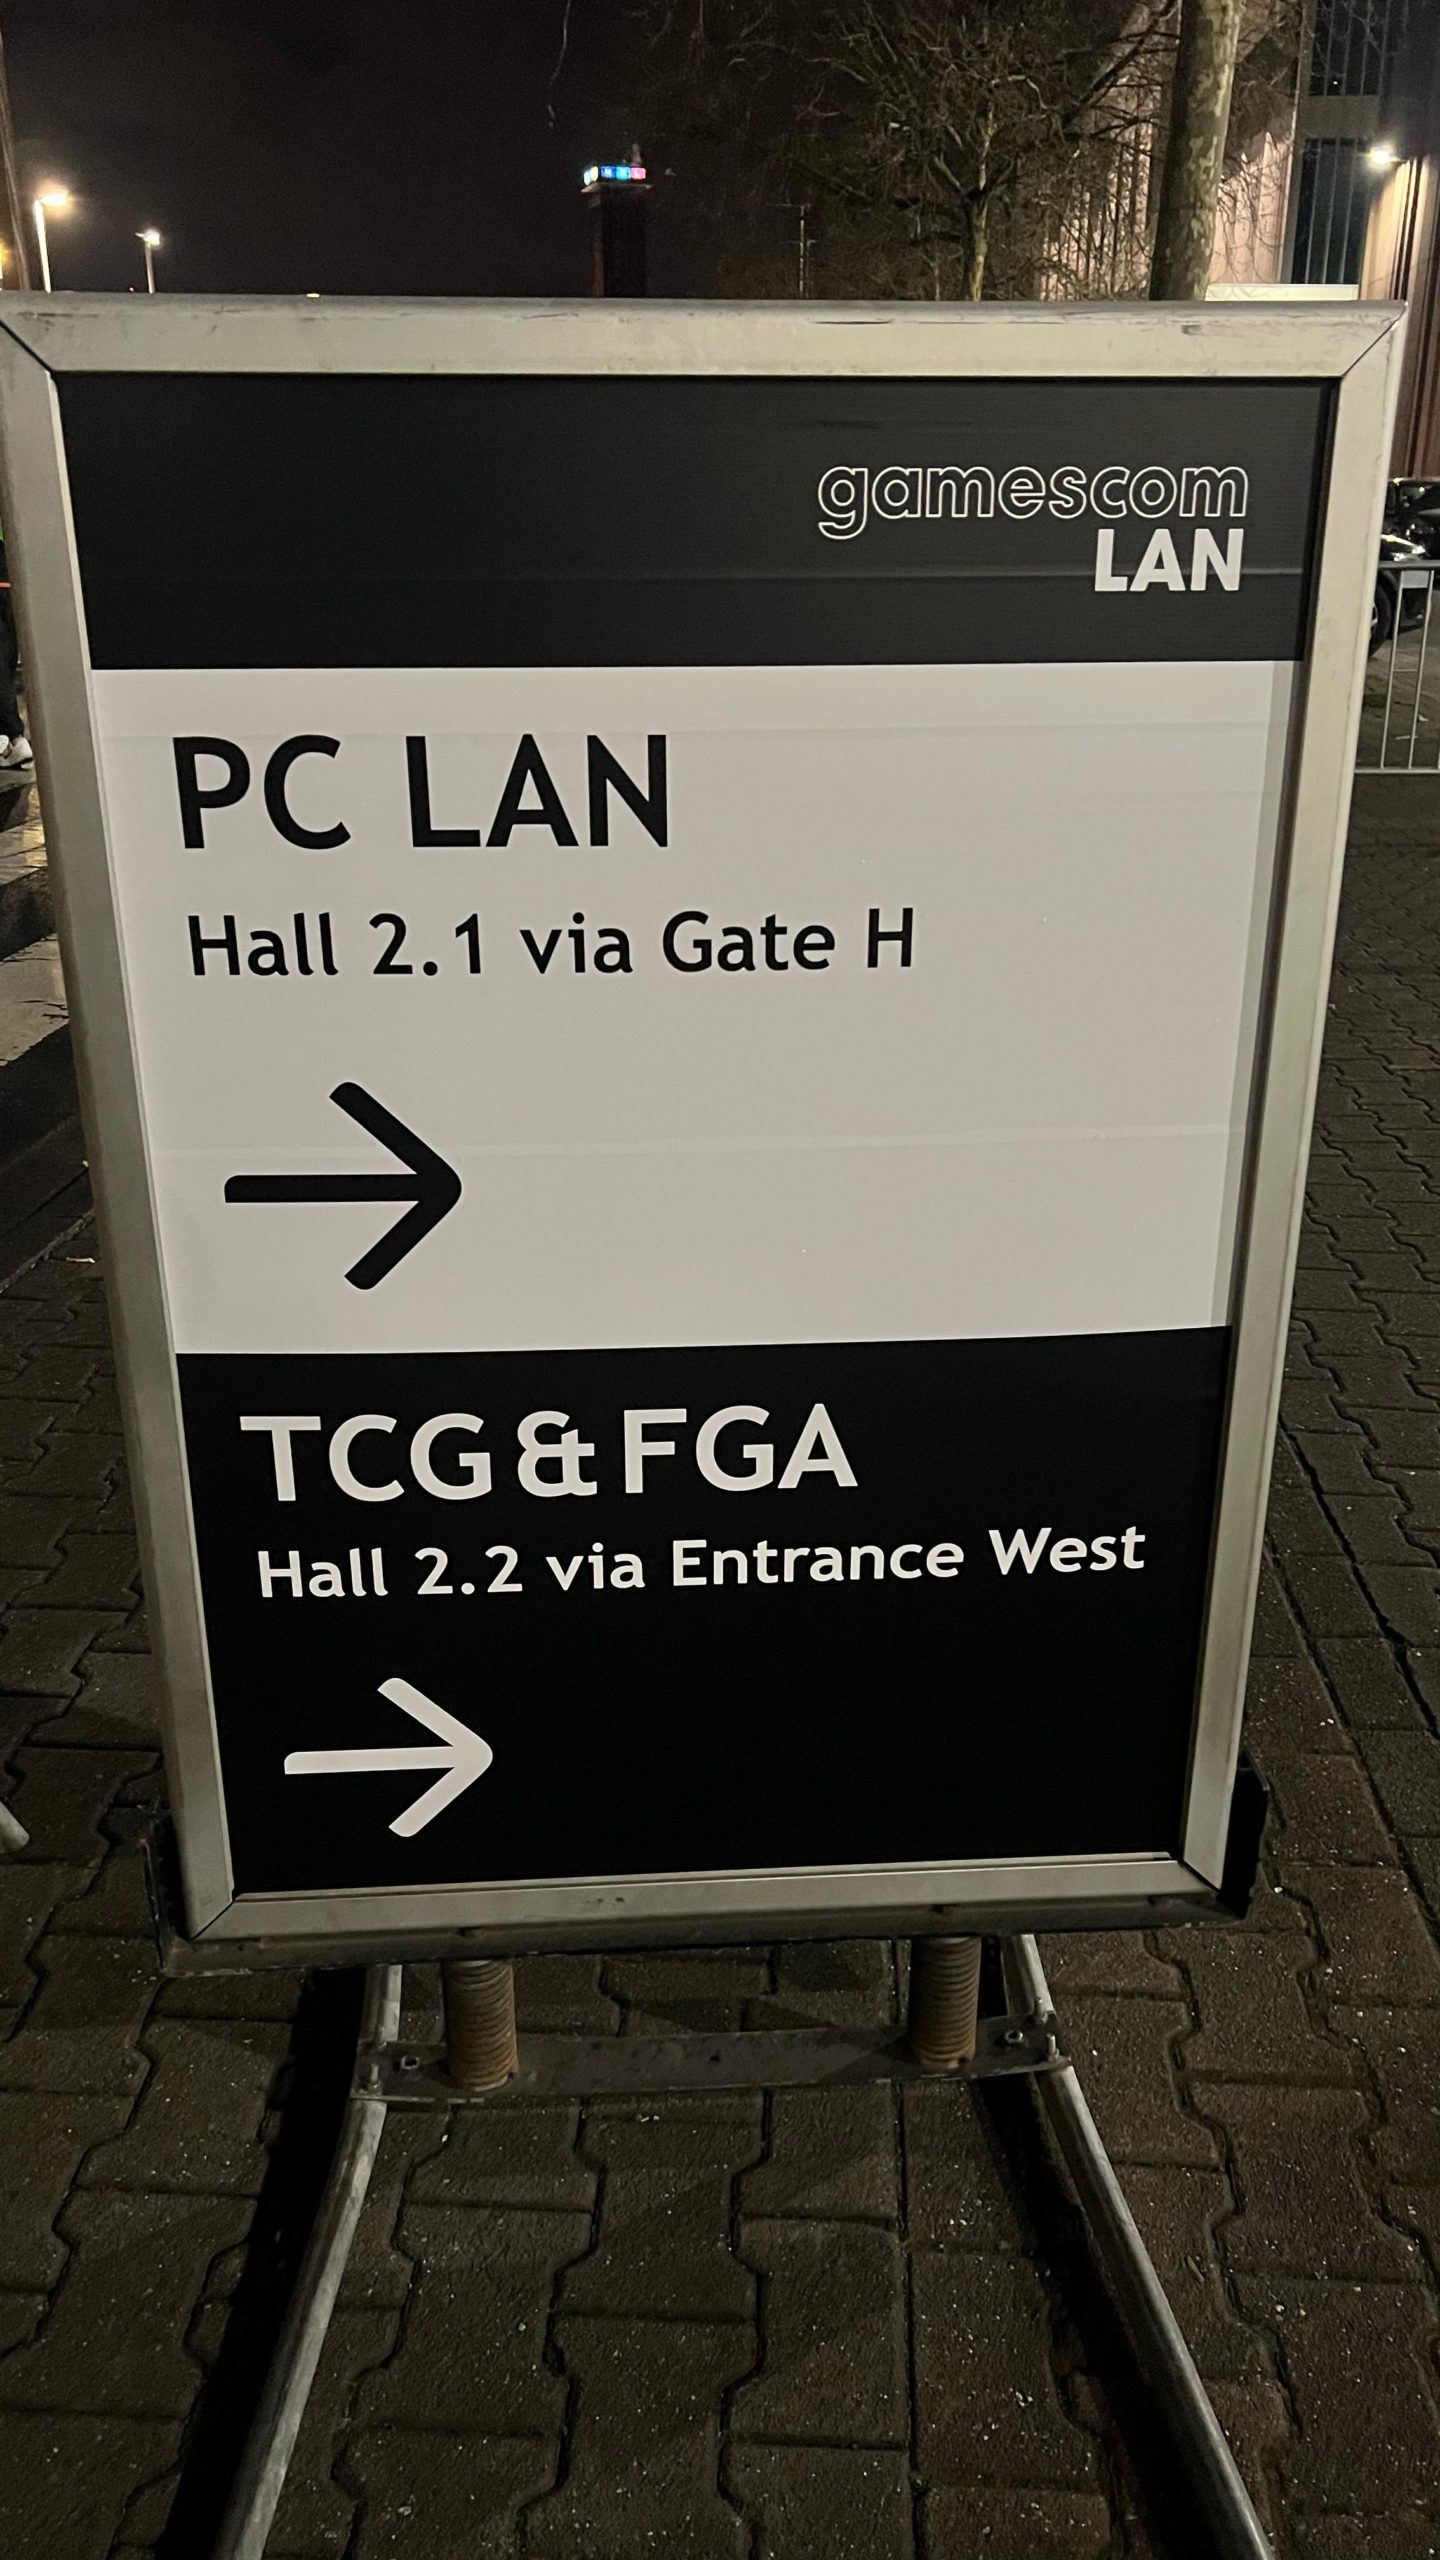 gamescom
LAN
PC LAN
Hall 2.1 via Gate H
TCG & FGA
Hall 2.2 via Entrance West